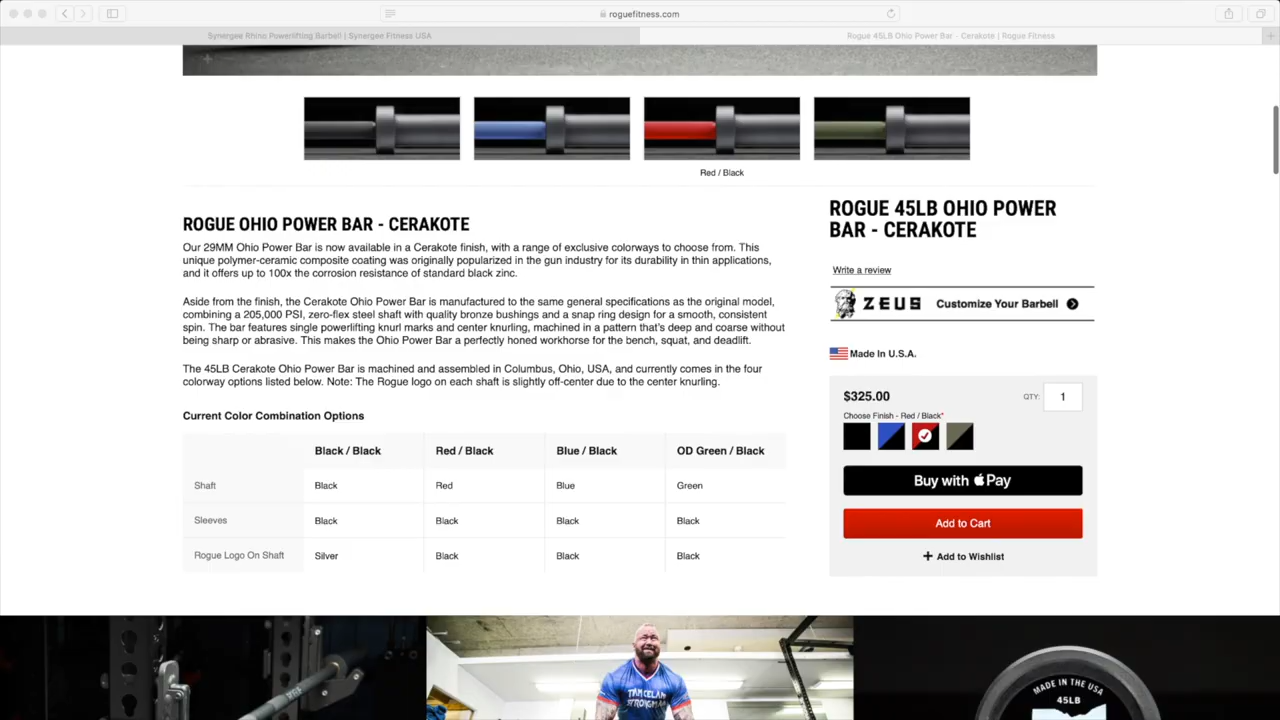 roguefitness.com
Synergee Rhino Powerlifting Barbell | Synergee Fitness USA
Rogue 45LB Ohio Power Bar - Cerakote | Rogue Fitness
Red / Black
ROGUE OHIO POWER BAR - CERAKOTE
Our 29MM Ohio Power Bar is now available in a Cerakote finish, with a range of exclusive colorways to choose from. This
unique polymer-ceramic composite coating was originally popularized in the gun industry for its durability in thin applications,
and it offers up to 100x the corrosion resistance of standard black zinc.
Aside from the finish, the Cerakote Ohio Power Bar is manufactured to the same general specifications as the original model,
combining a 205,000 PSI, zero-flex steel shaft with quality bronze bushings and a snap ring design for a smooth, consistent
spin. The bar features single powerlifting knurl marks and center knurling, machined in a pattern that's deep and coarse without
being sharp or abrasive. This makes the Ohio Power Bar a perfectly honed workhorse for the bench, squat, and deadlift.
The 45LB Cerakote Ohio Power Bar is machined and assembled in Columbus, Ohio, USA, and currently comes in the four
colorway options listed below. Note: The Rogue logo on each shaft is slightly off-center due to the center knurling.
Current Color Combination Options
Black / Black Red / Black Blue / Black OD Green / Black
Shaft Black Red Blue Green
Sleeves Black Black Black Black
Rogue Logo On Shaft Silver Black Black Black
ROGUE 45LB OHIO POWER
BAR - CERAKOTE
Write a review
ZEUS Customize Your Barbell
Made In U.S.A.
$325.00 QTY: 1
Choose Finish - Red / Black*
Buy with Pay
Add to Cart
+ Add to Wishlist
MADE IN THE USA
45LB